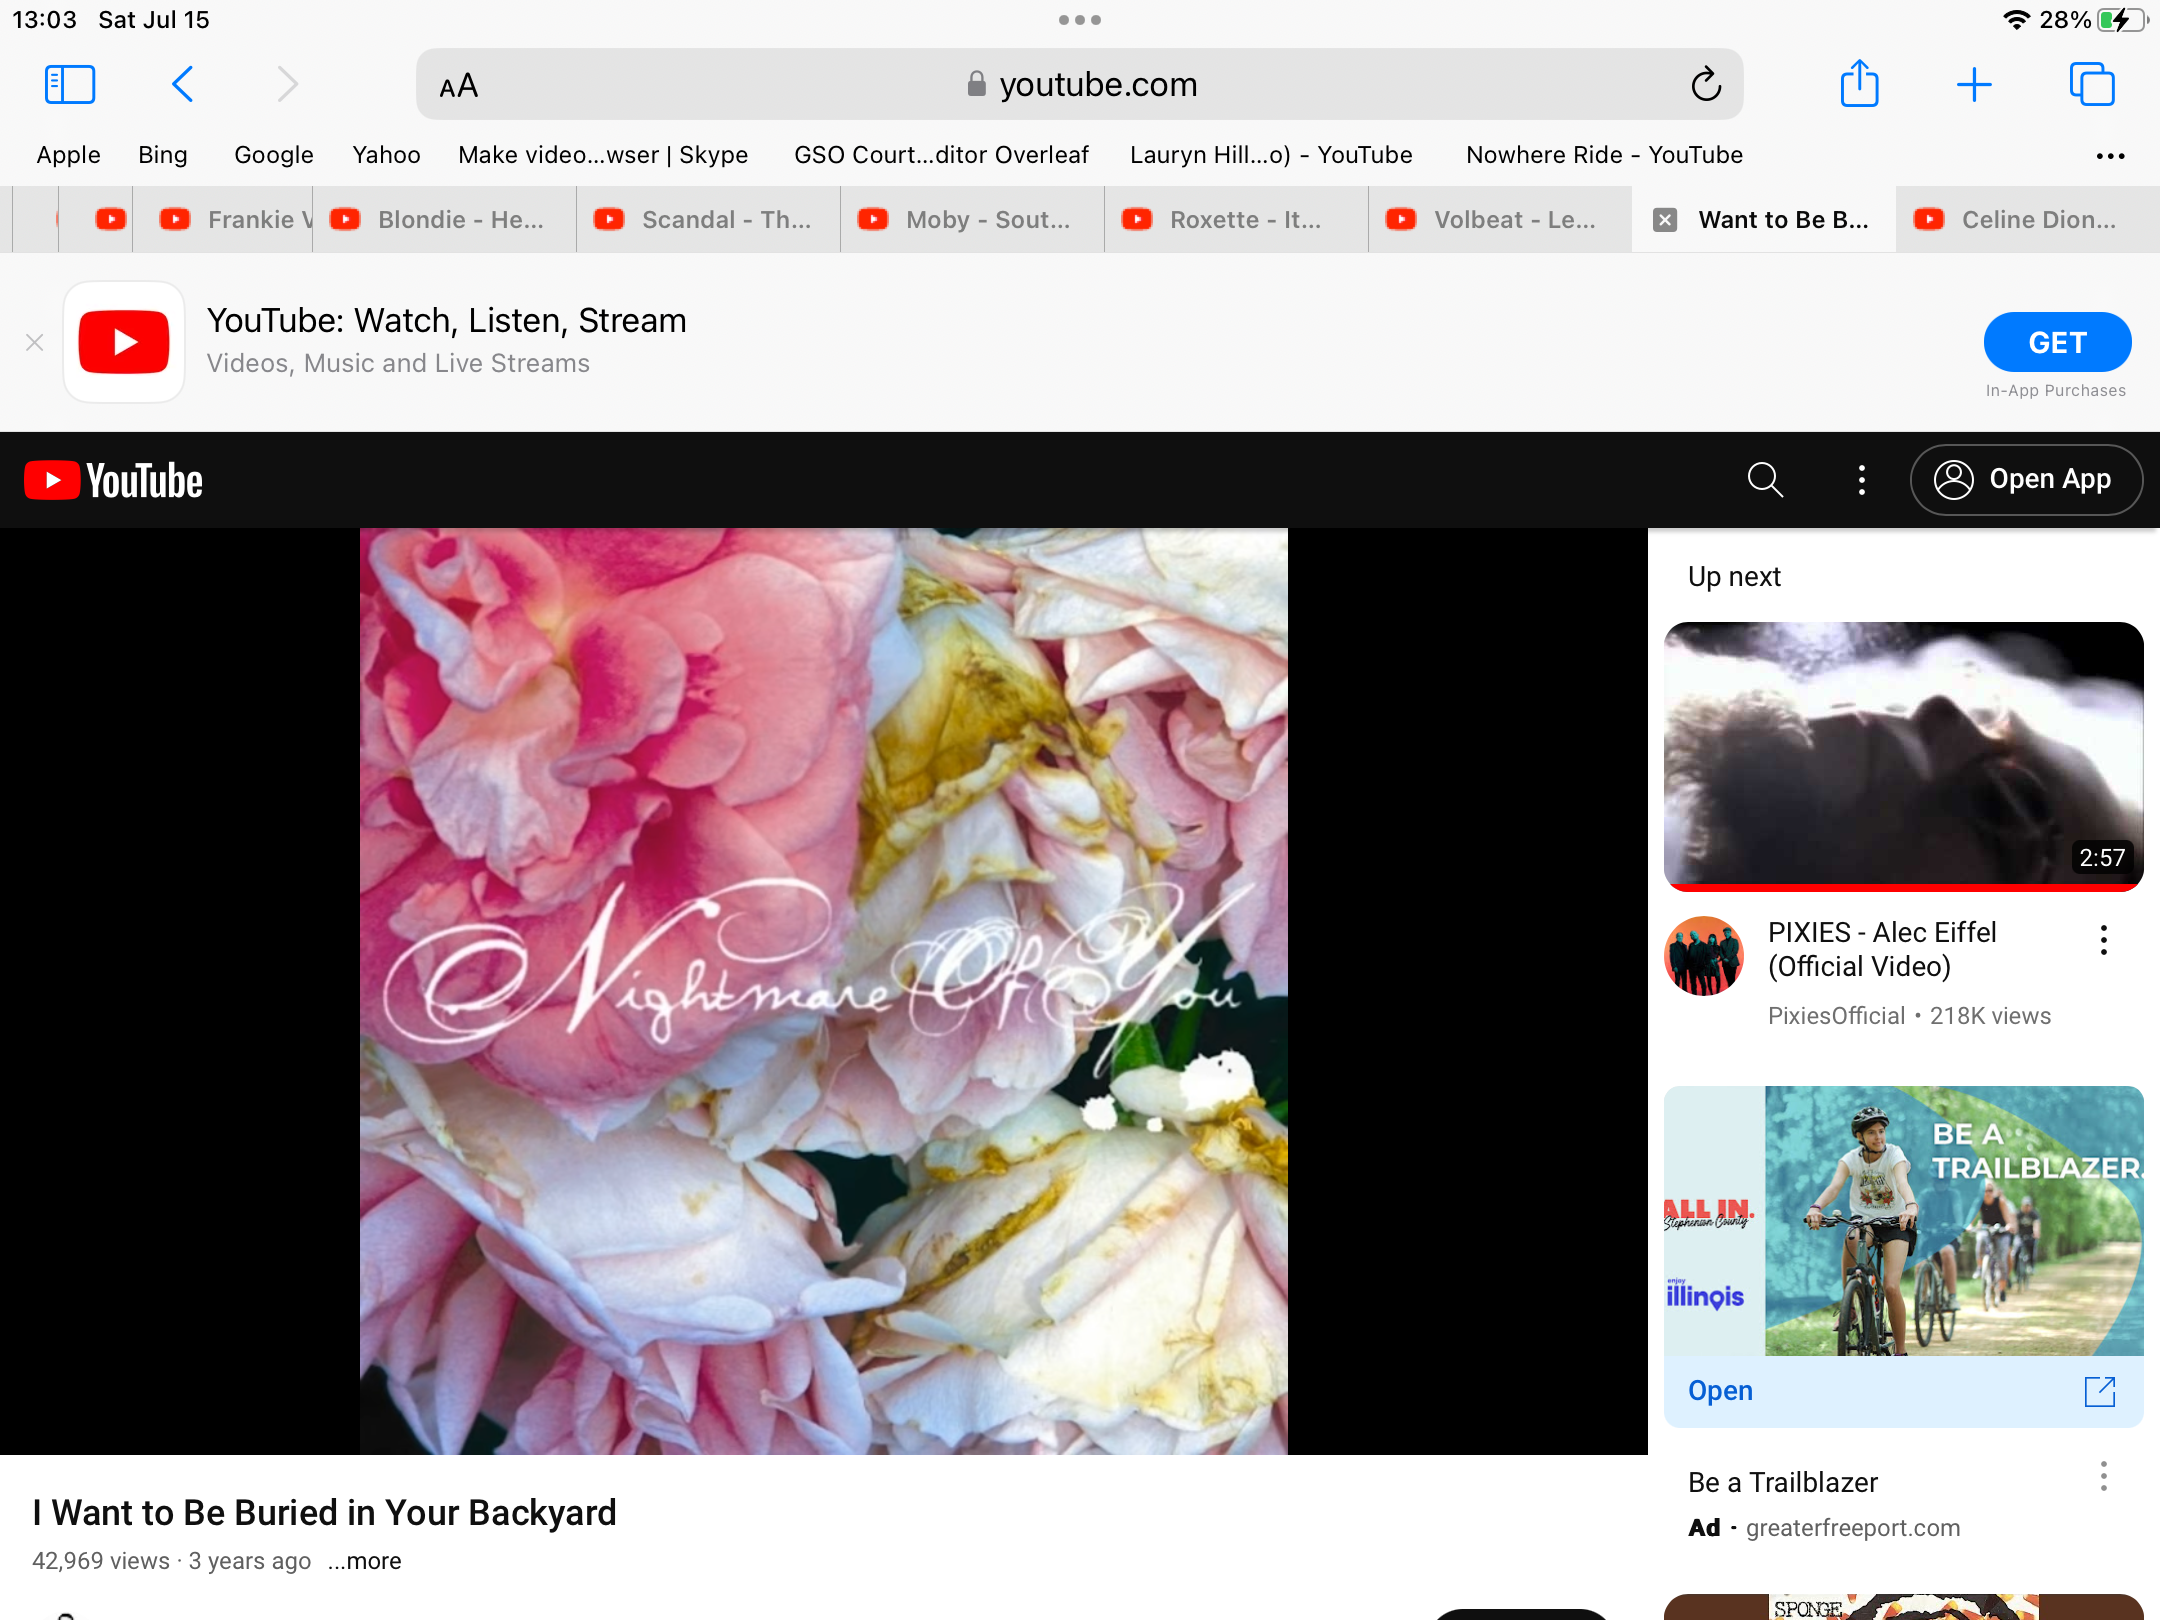 13:03 Sat Jul 15
28%
AA
youtube.com
Apple Bing Google Yahoo Make video...wser | Skype GSO Court...ditor Overleaf Lauryn Hill...o) - YouTube Nowhere Ride - YouTube
Frankie Blondie - He... Scandal - Th... Moby - Sout... Roxette - It... Volbeat - Le... Want to Be B... Celine Dion...
YouTube: Watch, Listen, Stream
Videos, Music and Live Streams
GET
In-App Purchases
YouTube
Open App
Nightmare Of You
I Want to Be Buried in Your Backyard
42,969 views · 3 years ago ...more
Up next
2:57
PIXIES - Alec Eiffel
(Official Video)
PixiesOfficial • 218K views
BE A
TRAILBLAZER.
ALL IN.
Stephenson County
enjoy
illinois
Open
Be a Trailblazer
Ad · greaterfreeport.com
SPONGE